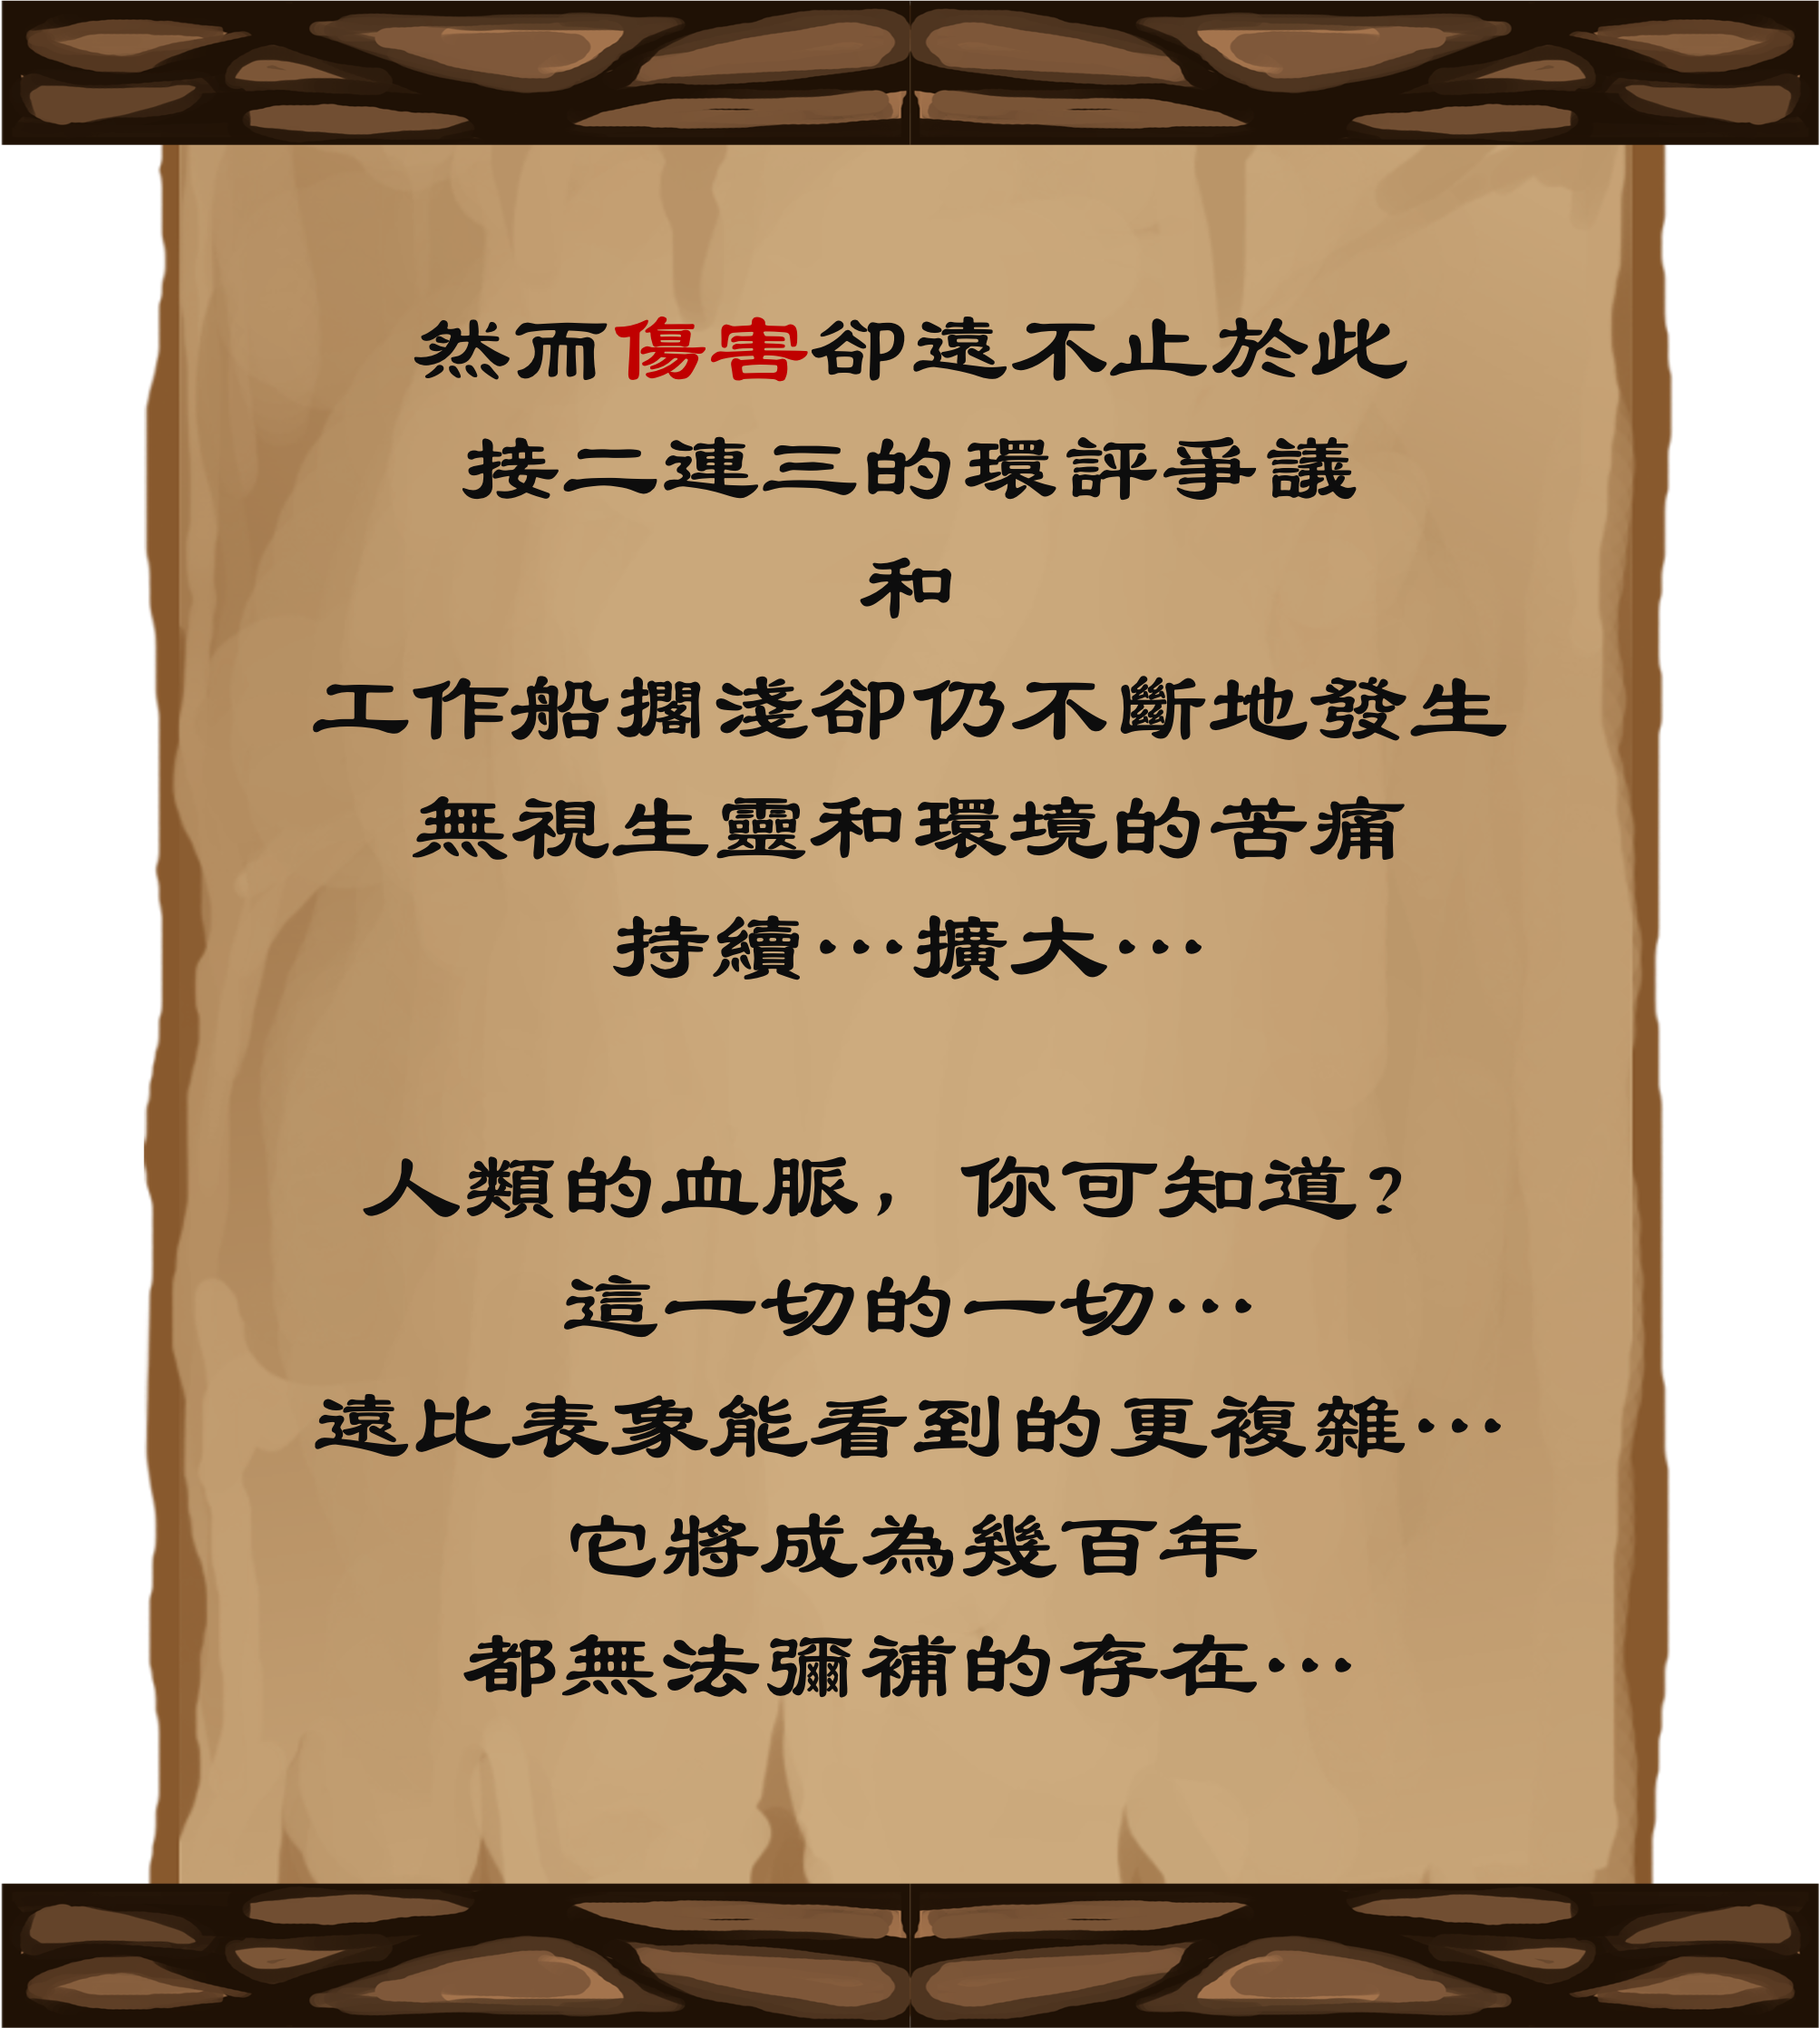 然而傷害卻遠不止於此
接二連三的環評爭議
和
工作船擱淺卻仍不斷地發生
無視生靈和環境的苦痛
持續…擴大…
人類的血脈，你可知道?
這一切的一切…
遠比表象能看到的更複雜…
它將成為幾百年
都無法彌補的存在…